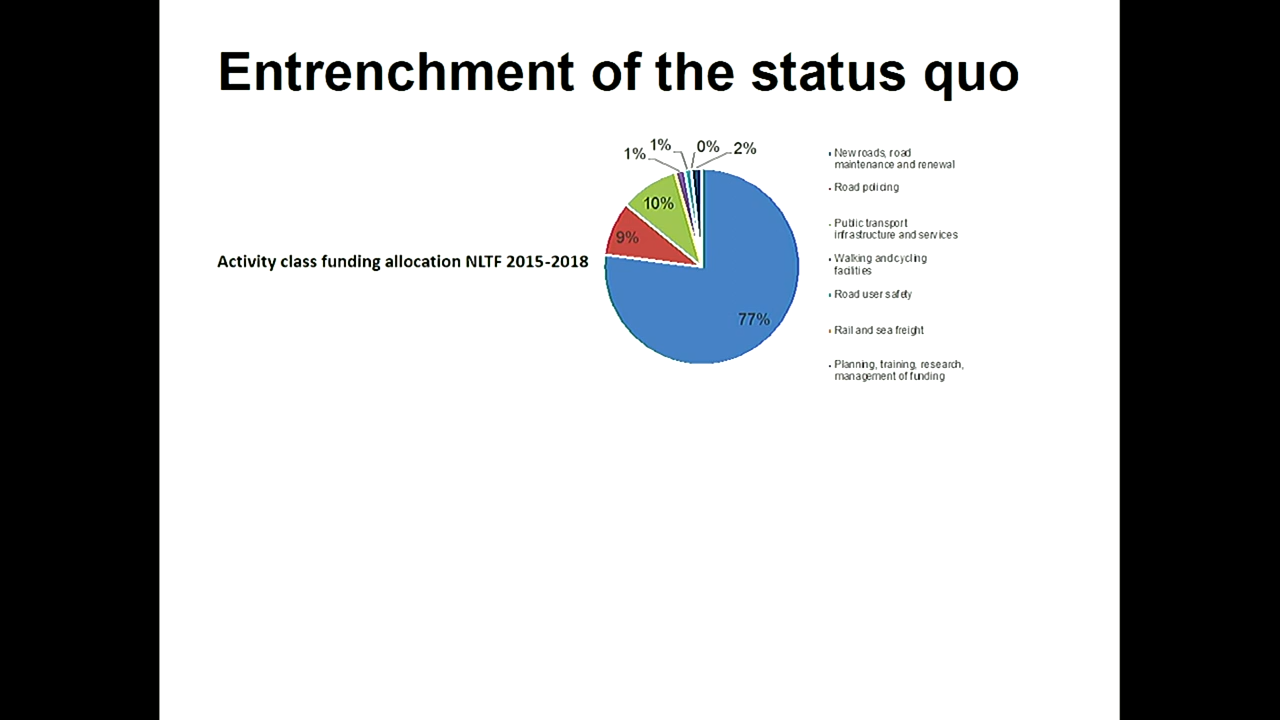 Entrenchment of the status quo
1% 1% 0% 2%
10%
9%
77%
Activity class funding allocation NLTF 2015-2018
New roads, road
maintenance and renewal
Road policing
Public transport
infrastructure and services
Walking and cycling
facilities
Road user safety
Rail and sea freight
Planning, training, research,
management of funding